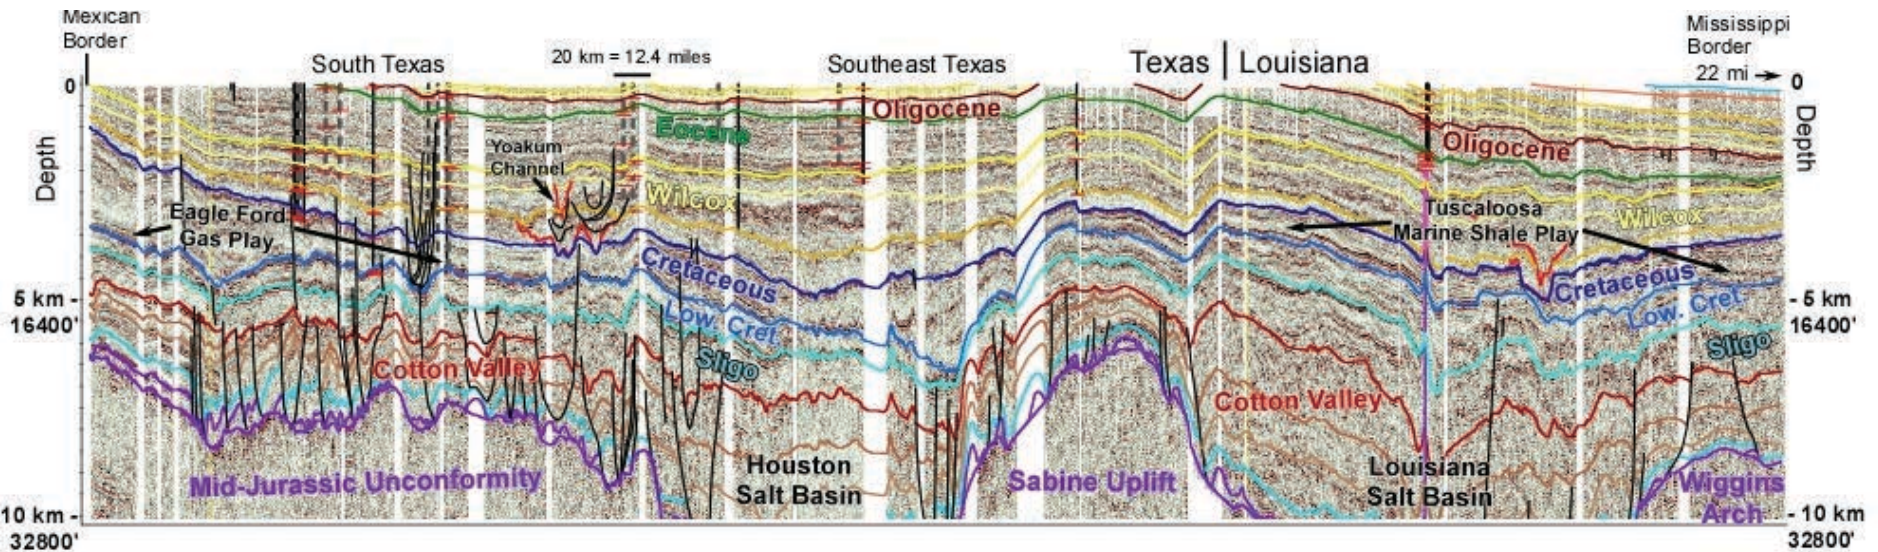 Mexican
Border
South Texas
20 km = 12.4 miles
Southeast Texas
Texas | Louisiana
Mississippi
Border
22 mi
0
0
Depth
Depth
Oligocene
Eocene
Yoakum
Channel
Wilcox
Oligocene
Wilcox
Eagle Ford
Gas Play
Tuscaloosa
Marine Shale Play
Cretaceous
Cretaceous
Low. Cret
Low. Cret
5 km -
16400'
- 5 km
16400'
Sligo
Sligo
Cotton Valley
Cotton Valley
Mid-Jurassic Unconformity
Houston
Salt Basin
Sabine Uplift
Louisiana
Salt Basin
Wiggins
Arch
10 km -
32800'
- 10 km
32800'